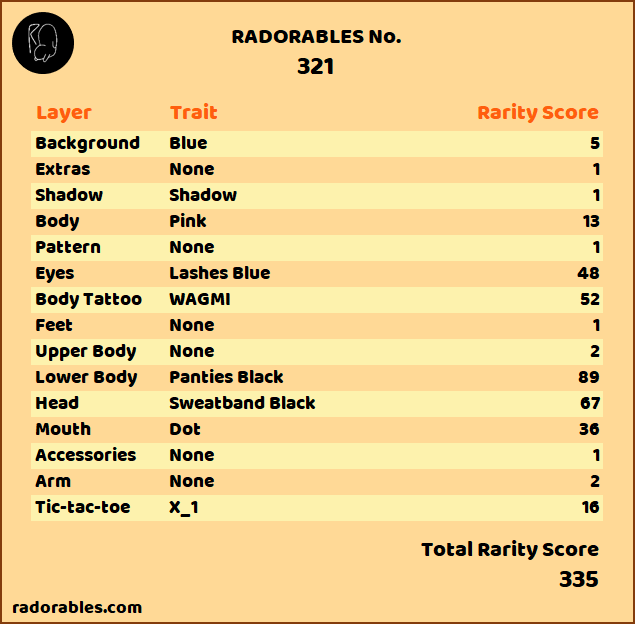 RADORABLES No.
321
Layer Trait Rarity Score
Background Blue 5
Extras None 1
Shadow Shadow 1
Body Pink 13
Pattern None 1
Eyes Lashes Blue 48
Body Tattoo WAGMI 52
Feet None 1
Upper Body None 2
Lower Body Panties Black 89
Head Sweatband Black 67
Mouth Dot 36
Accessories None 1
Arm None 2
Tic-tac-toe X_1 16
Total Rarity Score
335
radorables.com